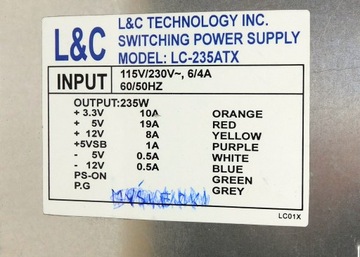 L&C
L&C TECHNOLOGY INC.
SWITCHING POWER SUPPLY
MODEL: LC-235ATX
INPUT
115V/230V~, 6/4A
60/50HZ
OUTPUT:235W
+ 3.3V 10A ORANGE
+ 5V 19A RED
+ 12V 8A YELLOW
+5VSB 1A PURPLE
- 5V 0.5A WHITE
- 12V 0.5A BLUE
PS-ON GREEN
P.G GREY
LC01X